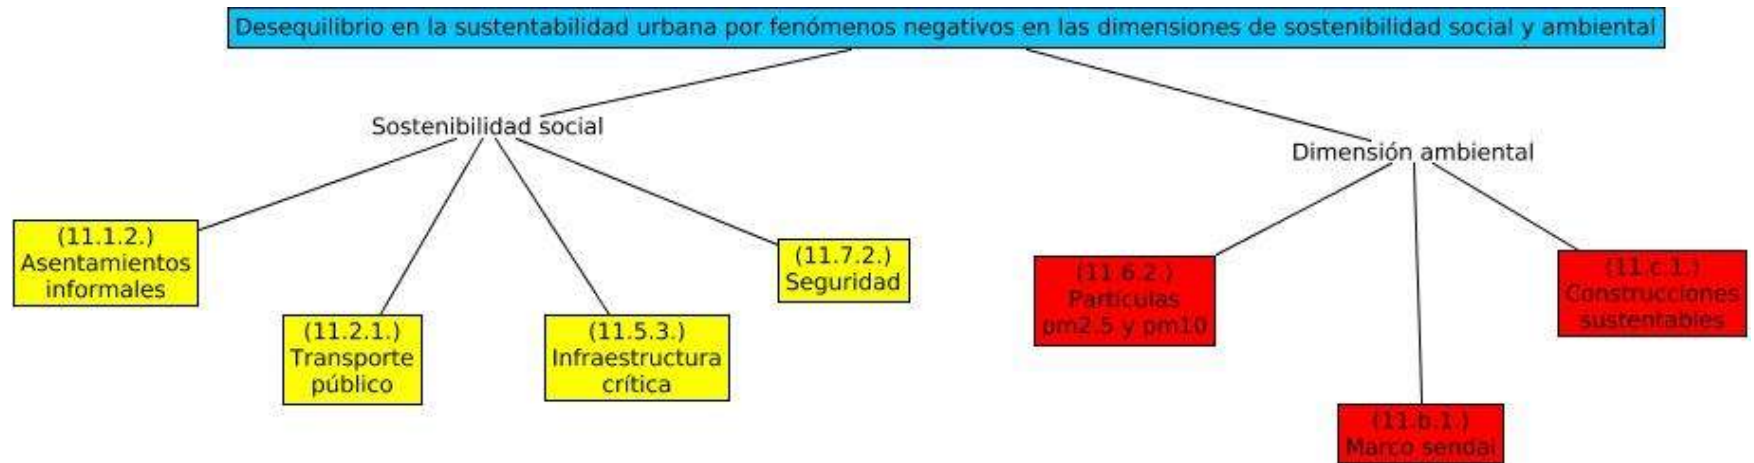 Desequilibrio en la sustentabilidad urbana por fenómenos negativos en las dimensiones de sostenibilidad social y ambiental
Sostenibilidad social
Dimensión ambiental
(11.1.2.)
Asentamientos
informales
(11.2.1.)
Transporte
público
(11.5.3.)
Infraestructura
crítica
(11.7.2.)
Seguridad
(11.6.2.)
Particulas
pm2.5 y pm10
(11.b.1.)
Marco sendai
(11.c.1.)
Construcciones
sustentables